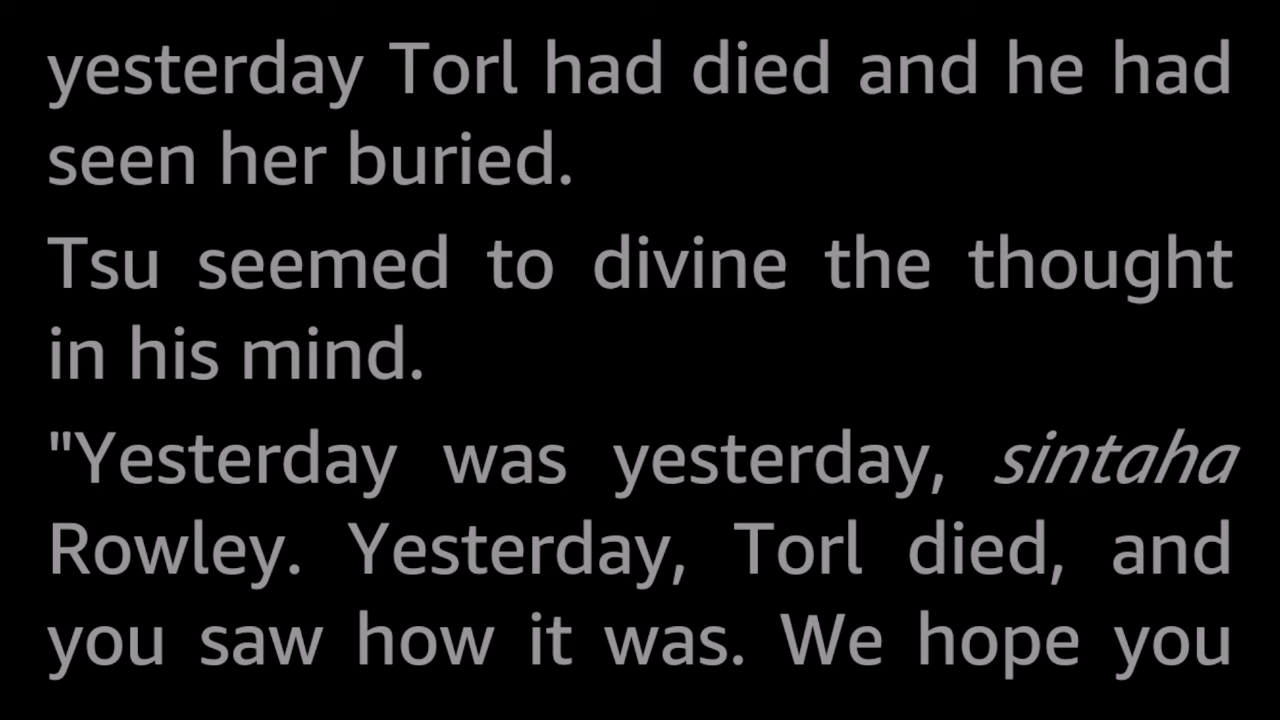 yesterday Torl had died and he had
seen her buried.
Tsu seemed to divine the thought
in his mind.
"Yesterday was yesterday, sintaha
Rowley. Yesterday, Torl died, and
you saw how it was. We hope you